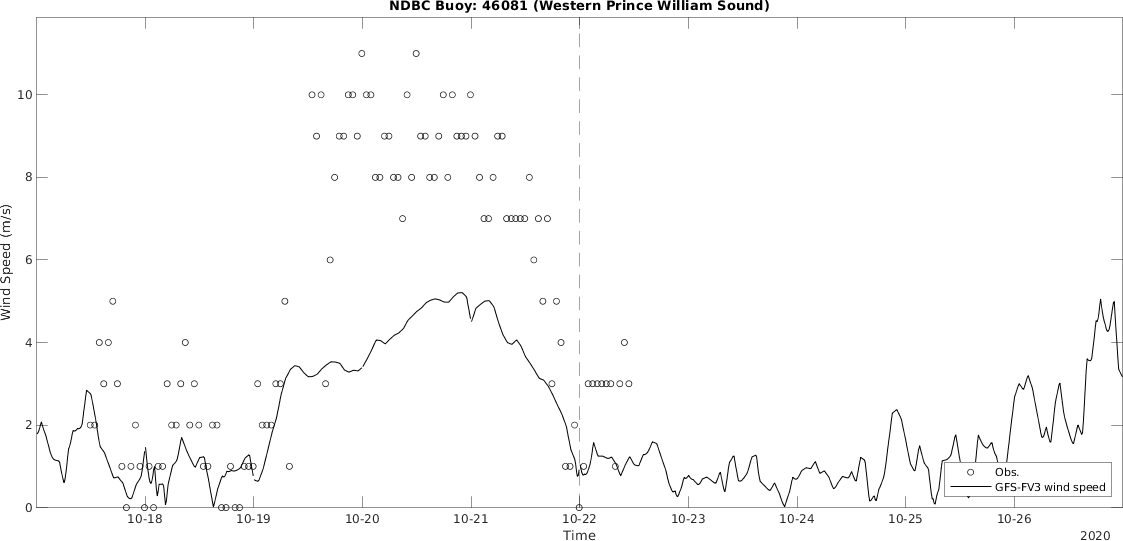 NDBC Buoy: 46081 (Western Prince William Sound)
Wind Speed (m/s)
10
8
6
4
2
0
10-18 10-19 10-20 10-21 10-22 10-23 10-24 10-25 10-26
Time
2020
Obs.
GFS-FV3 wind speed